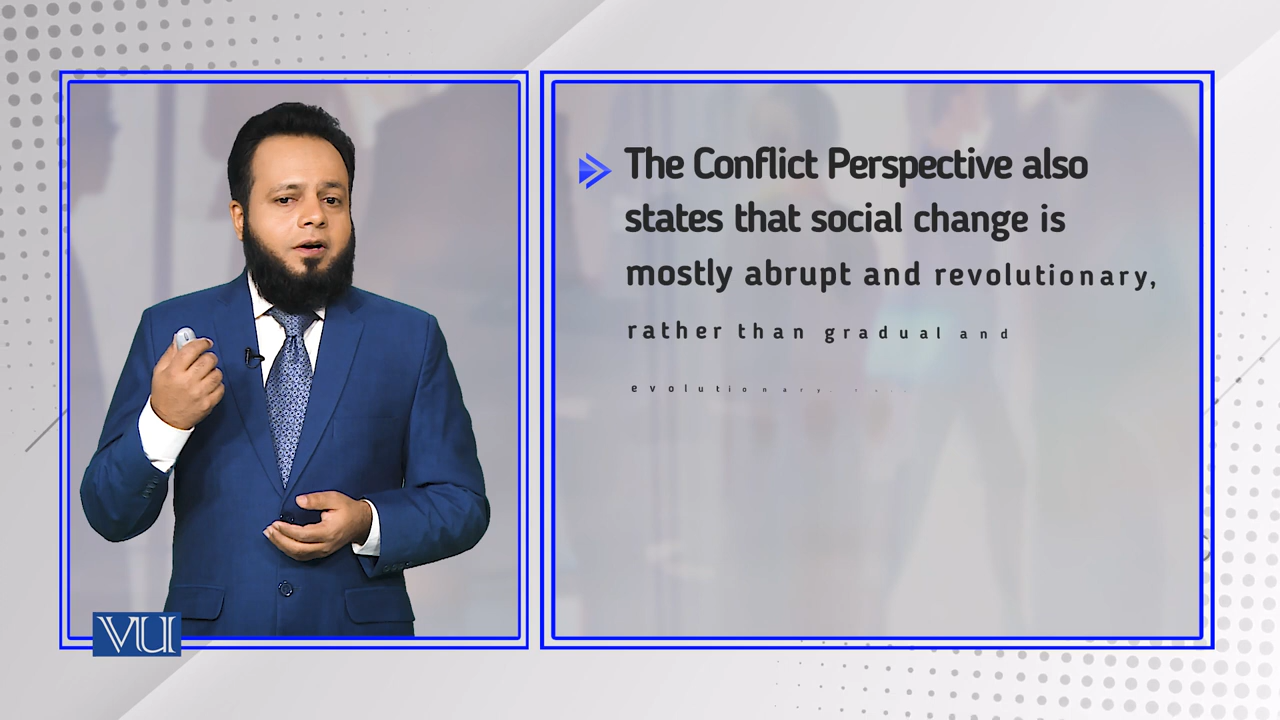 The Conflict Perspective also
states that social change is
mostly abrupt and revolutionary,
rather than gradual and
evolutionary.
VU